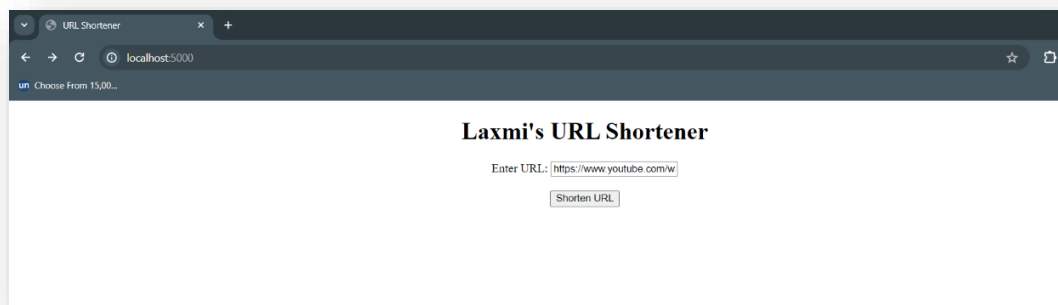 URL Shortener
localhost:5000
un Choose From 15,00...
Laxmi's URL Shortener
Enter URL: https://www.youtube.com/w
Shorten URL